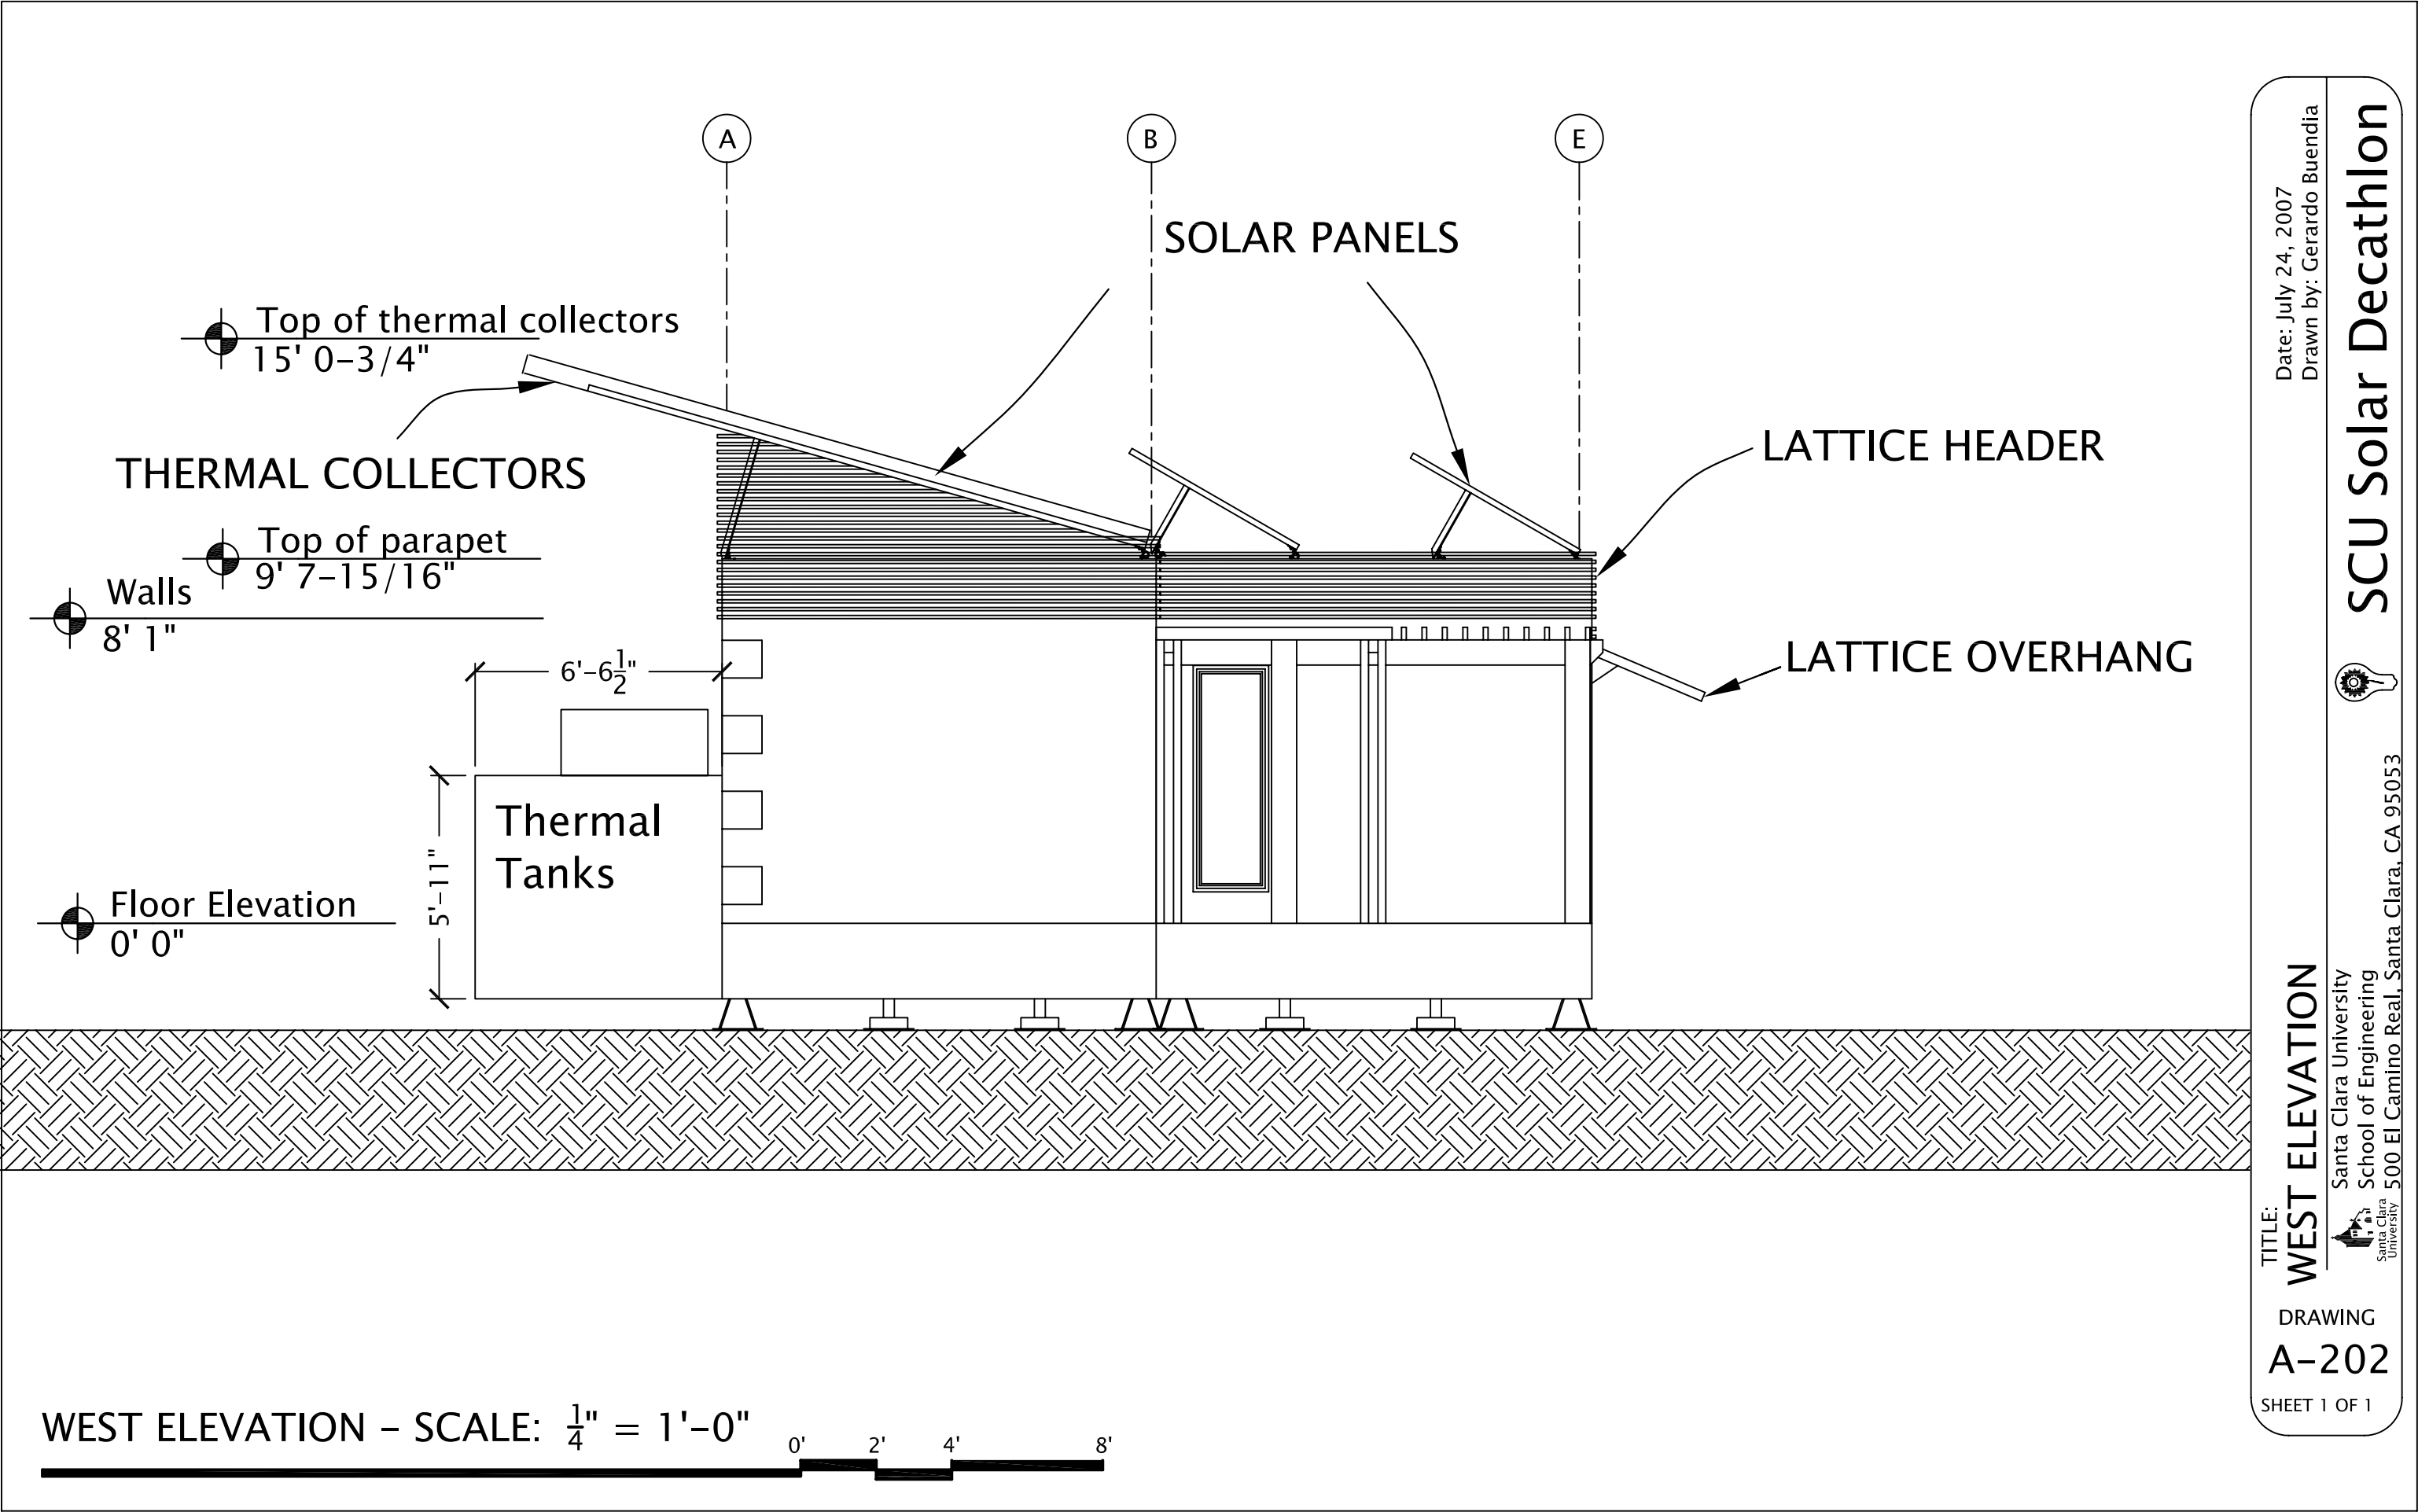 A
B
E
SOLAR PANELS
Top of thermal collectors
15' 0-3/4"
THERMAL COLLECTORS
LATTICE HEADER
Top of parapet
9' 7-15/16"
Walls
8' 1"
6'-6 1/2"
LATTICE OVERHANG
Thermal
Tanks
5'-11"
Floor Elevation
0' 0"
WEST ELEVATION - SCALE: 1/4" = 1'-0"
0' 2' 4' 8'
Date: July 24, 2007
Drawn by: Gerardo Buendia
SCU Solar Decathlon
TITLE:
WEST ELEVATION
Santa Clara University
School of Engineering
500 El Camino Real, Santa Clara, CA 95053
Santa Clara
University
DRAWING
A-202
SHEET 1 OF 1